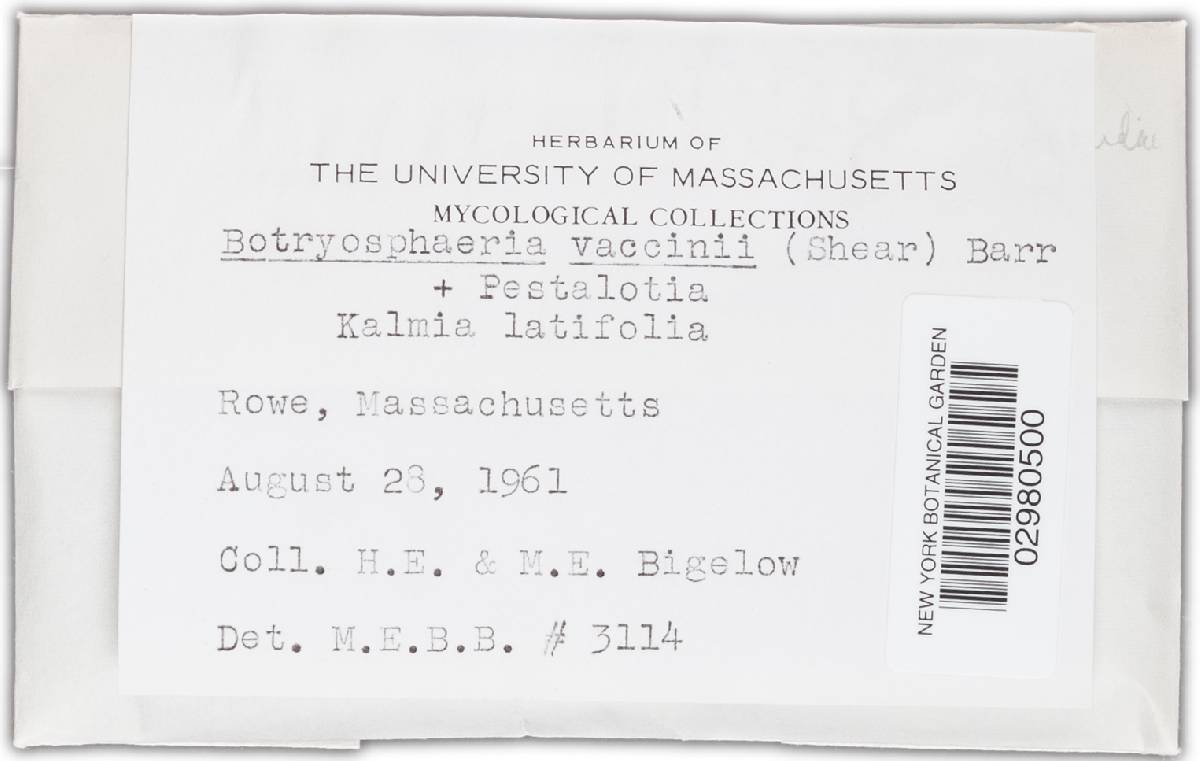 HERBARIUM OF
THE UNIVERSITY OF MASSACHUSETTS
MYCOLOGICAL COLLECTIONS
Botryosphaeria vaccinii (Shear) Barr
+ Pestalotia
Kalmia latifolia
Rowe, Massachusetts
August 28, 1961
Coll. H.E. & M.E. Bigelow
Det. M.E.B.B. # 3114
NEW YORK BOTANICAL GARDEN
02980500